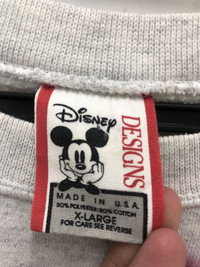 Disney
DESIGNS
MADE IN U.S.A.
50% POLYESTER/50% COTTON
X-LARGE
FOR CARE SEE REVERSE